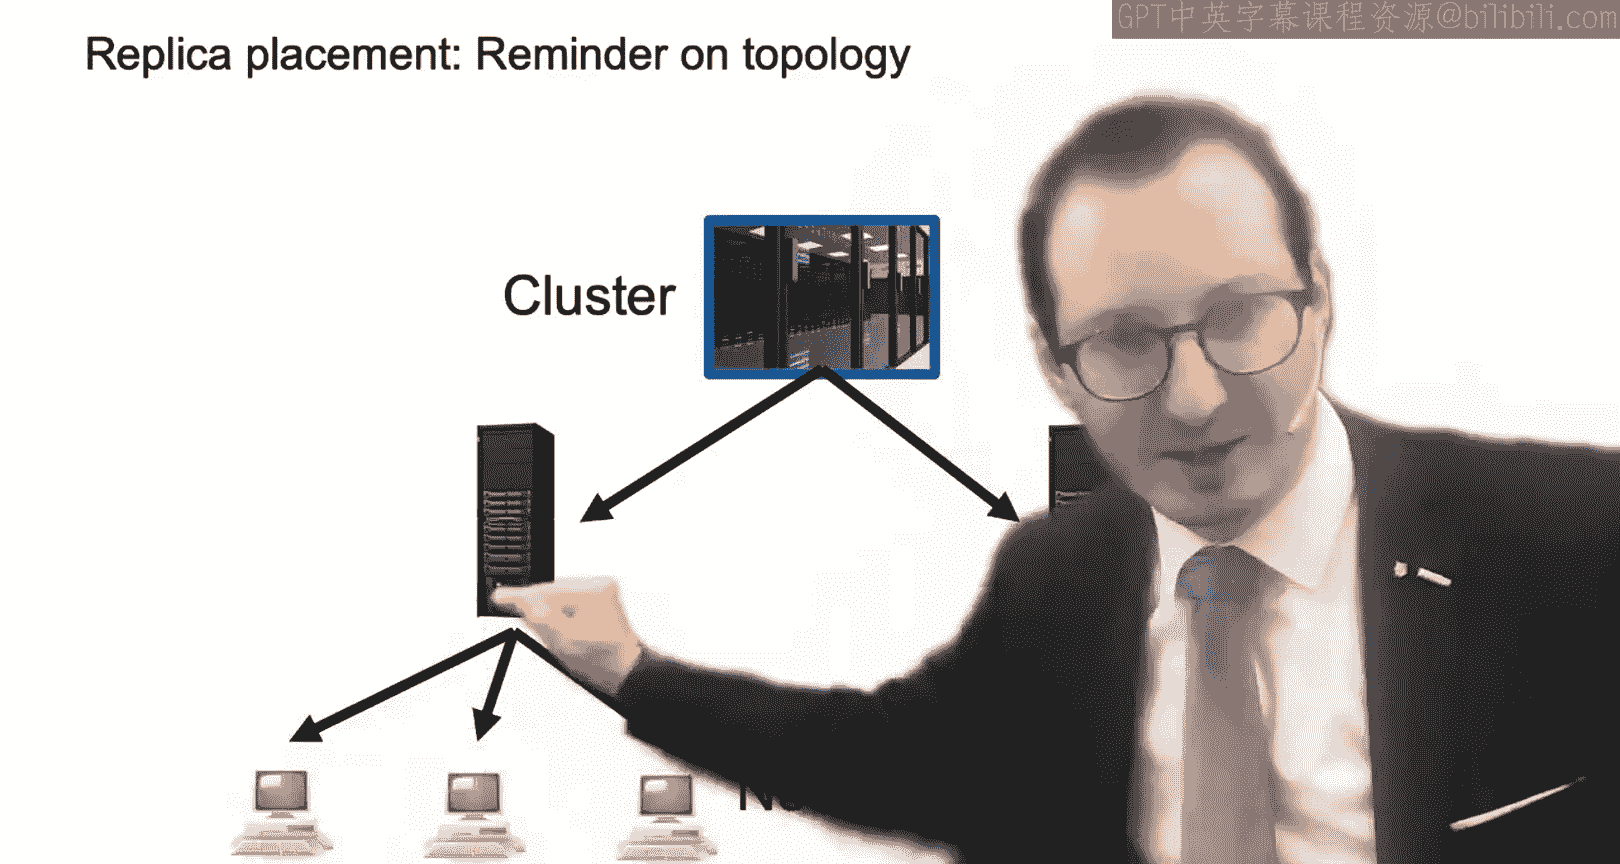 GPT中英字幕课程资源@bilibili.com
Replica placement: Reminder on topology
Cluster